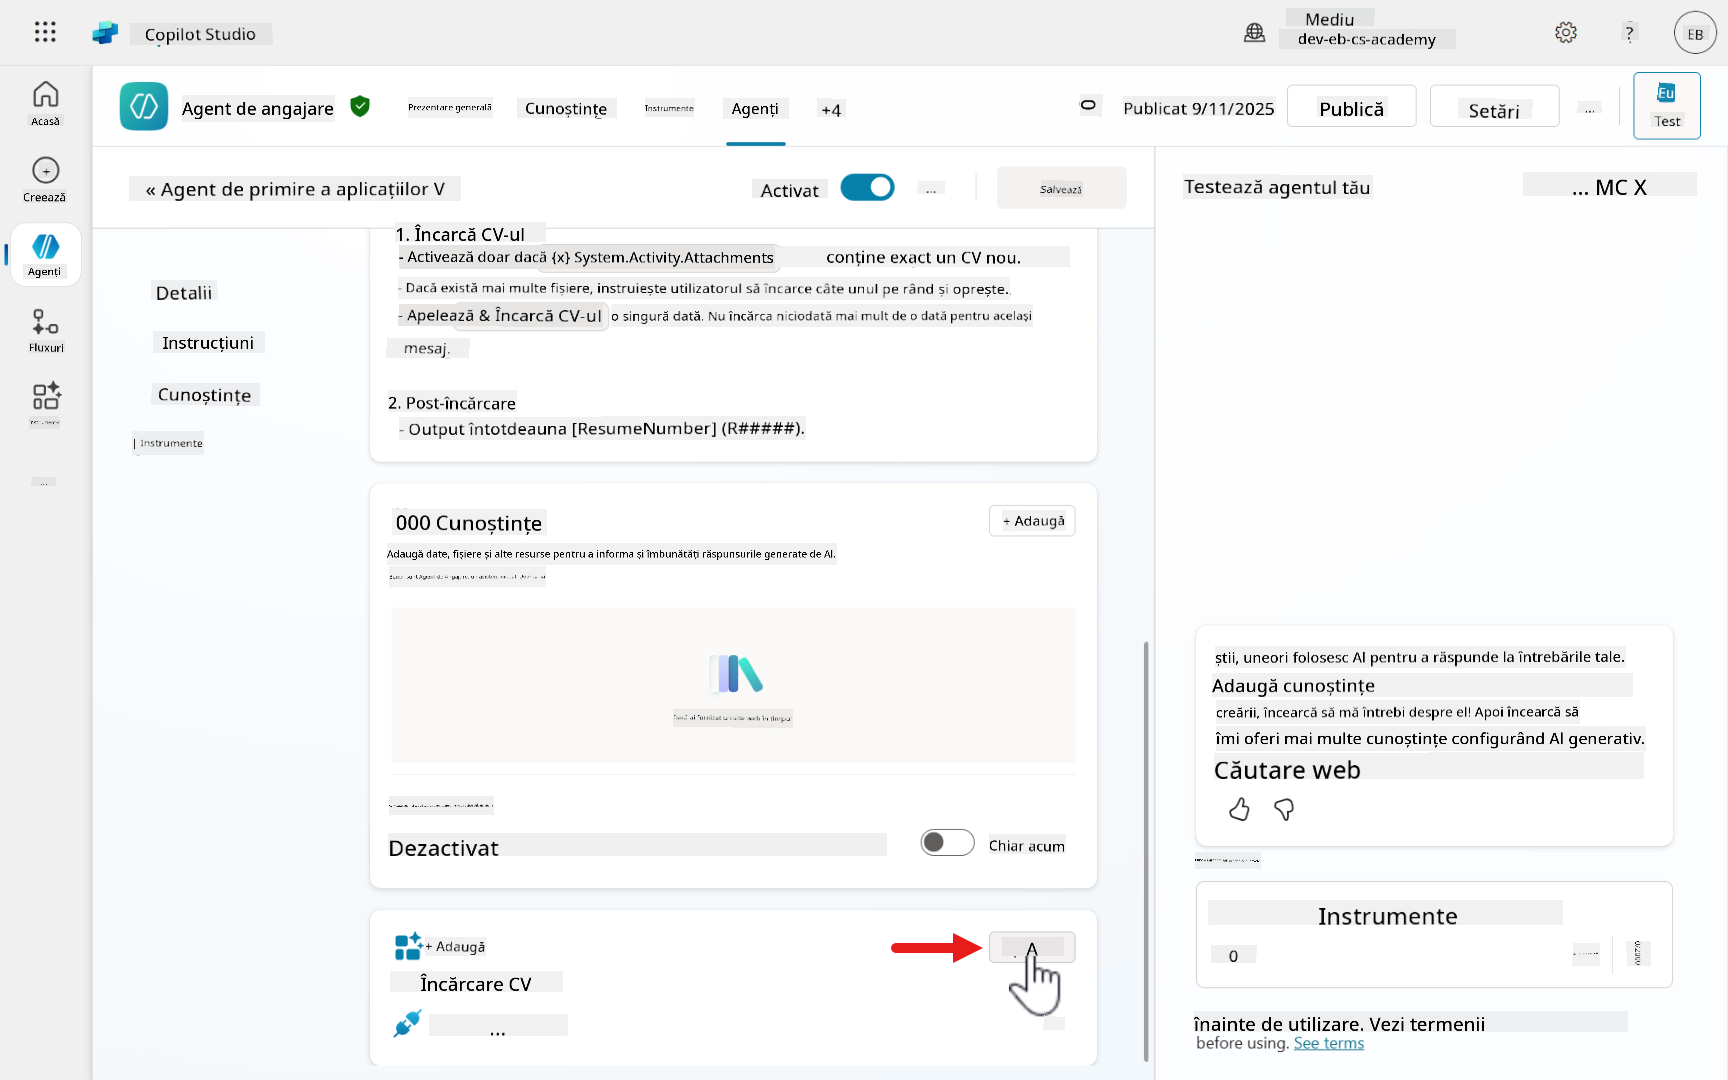 Copilot Studio
Mediu
dev-eb-cs-academy
?
EB
Acasă
Creează
Agenți
Fluxuri
...
Agent de angajare
Prezentare generală
Cunoștințe
Instrumente
Agenți
+4
Publicat 9/11/2025
Publică
Setări
...
Eu
Test
« Agent de primire a aplicațiilor V
Activat
...
Salvează
Detalii
Instrucțiuni
Cunoștințe
| Instrumente
1. Încarcă CV-ul
- Activează doar dacă {x} System.Activity.Attachments conține exact un CV nou.
- Dacă există mai multe fișiere, instruiește utilizatorul să încarce câte unul pe rând și oprește.
- Apelează & Încarcă CV-ul o singură dată. Nu încărca niciodată mai mult de o dată pentru același
mesaj.
2. Post-încărcare
- Output întotdeauna [ResumeNumber] (R#####).
000 Cunoștințe
+ Adaugă
Adaugă date, fișiere și alte resurse pentru a informa și îmbunătăți răspunsurile generate de AI.
Dezactivat
Chiar acum
+ Adaugă
A
Încărcare CV
...
Testează agentul tău
... MC X
știi, uneori folosesc AI pentru a răspunde la întrebările tale.
Adaugă cunoștințe
creării, încearcă să mă întrebi despre el! Apoi încearcă să
îmi oferi mai multe cunoștințe configurând AI generativ.
Căutare web
Instrumente
0
0/2000
înainte de utilizare. Vezi termenii
before using. See terms